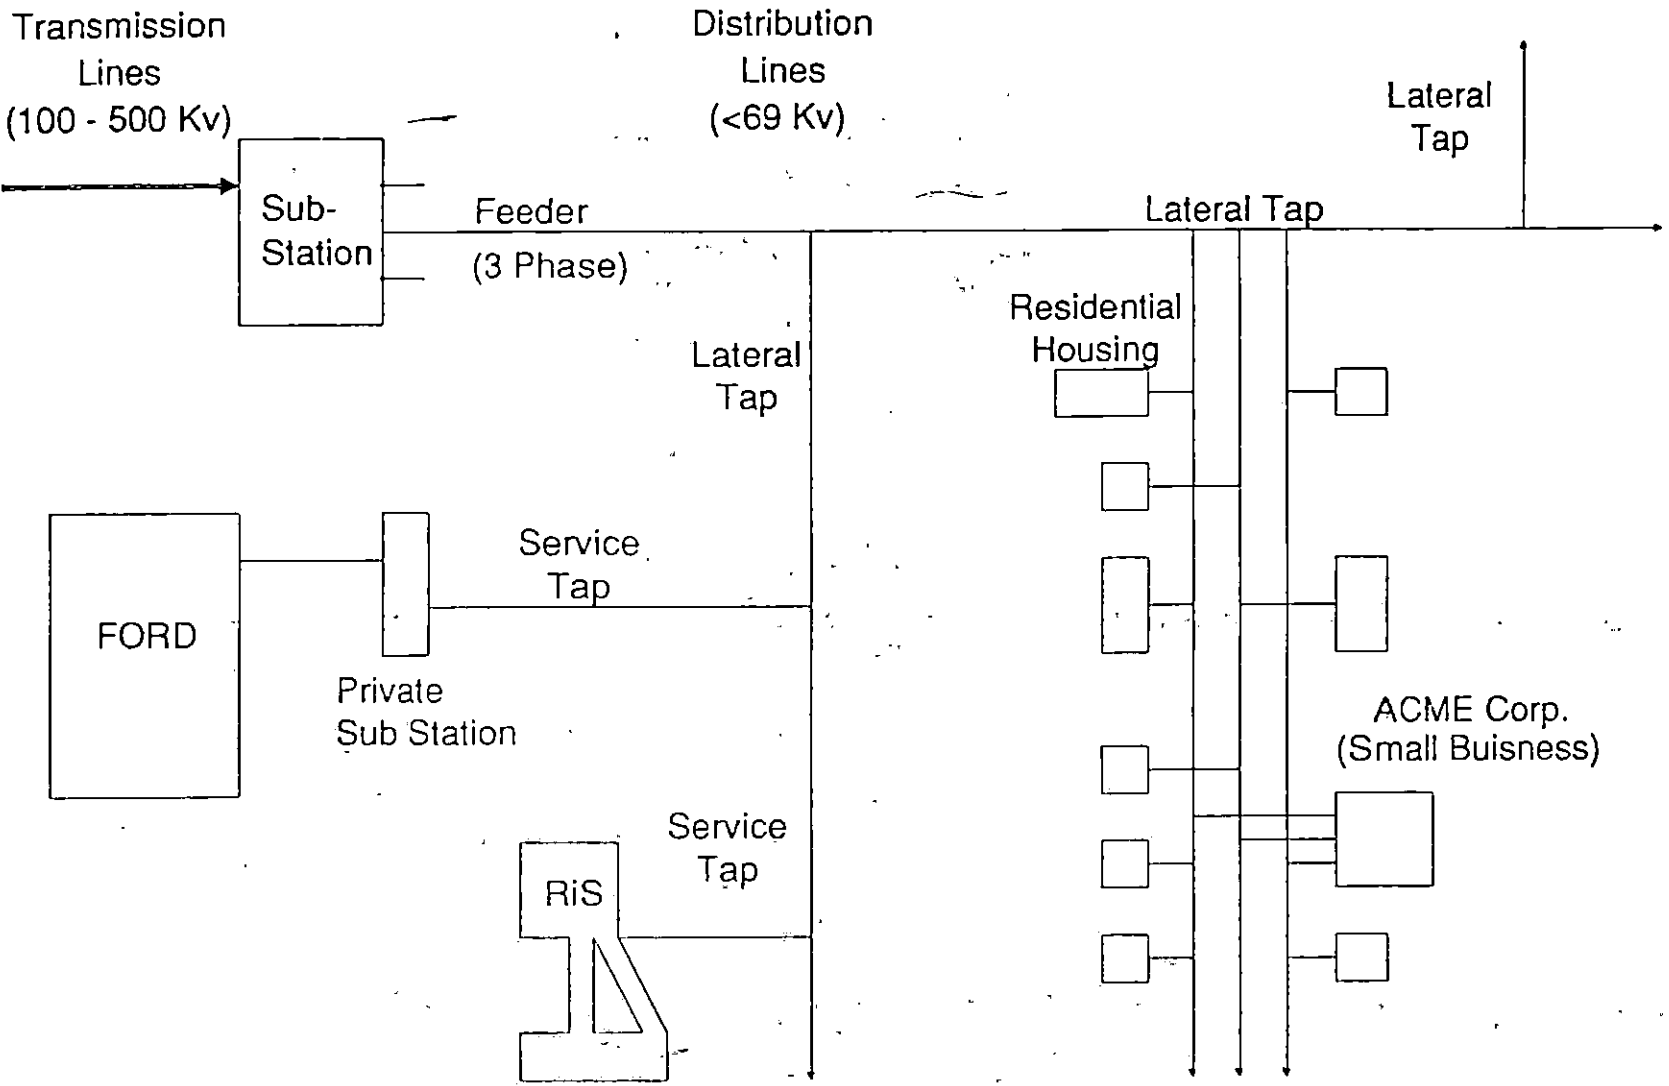 Transmission
Lines
(100 - 500 Kv)
Distribution
Lines
(<69 Kv)
Lateral
Tap
Sub-
Station
Feeder
(3 Phase)
Lateral Tap
Residential
Housing
Lateral
Tap
Service
Tap
FORD
Private
Sub Station
ACME Corp.
(Small Buisness)
Service
Tap
RiS